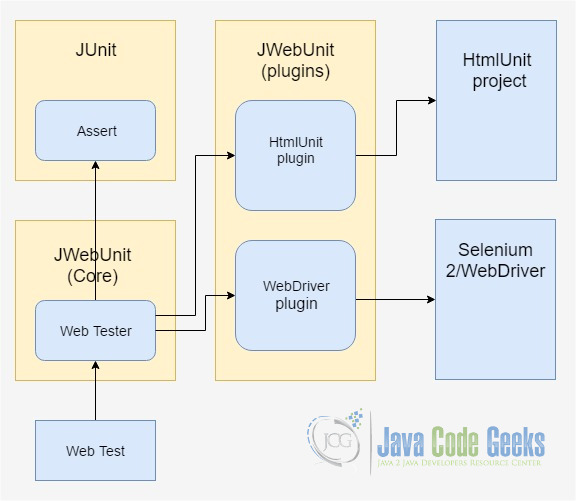 JUnit
Assert
JWebUnit
(plugins)
HtmlUnit
plugin
HtmlUnit
project
JWebUnit
(Core)
Web Tester
WebDriver
plugin
Selenium
2/WebDriver
Web Test
JCG
Java Code Geeks
Java 2 Java Developers Resource Center